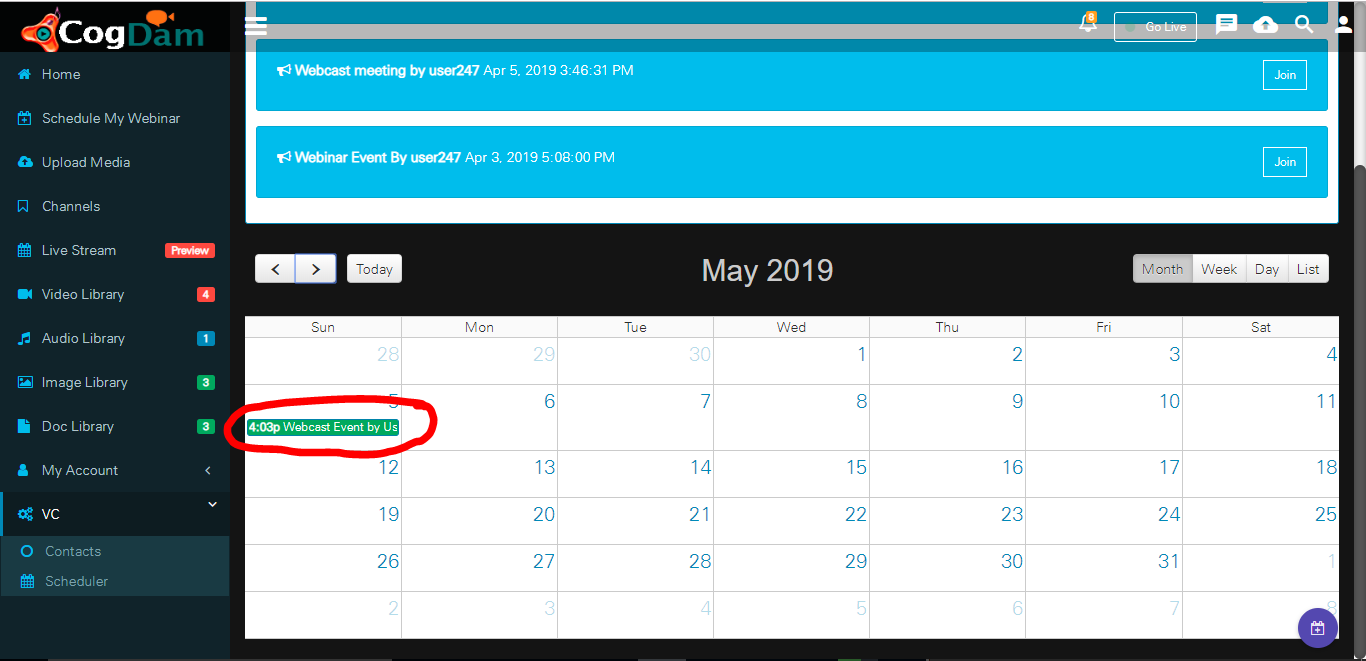 CogDam
8
Go Live
Home
Schedule My Webinar
Upload Media
Channels
Live Stream Preview
Video Library 4
Audio Library 1
Image Library 3
Doc Library 3
My Account
VC
Contacts
Scheduler
Webcast meeting by user247 Apr 5, 2019 3:46:31 PM
Join
Webinar Event By user247 Apr 3, 2019 5:08:00 PM
Join
Today
May 2019
Month Week Day List
Sun Mon Tue Wed Thu Fri Sat
28 29 30 1 2 3 4
5 6 7 8 9 10 11
4:03p Webcast Event by Us
12 13 14 15 16 17 18
19 20 21 22 23 24 25
26 27 28 29 30 31 1
2 3 4 5 6 7 8